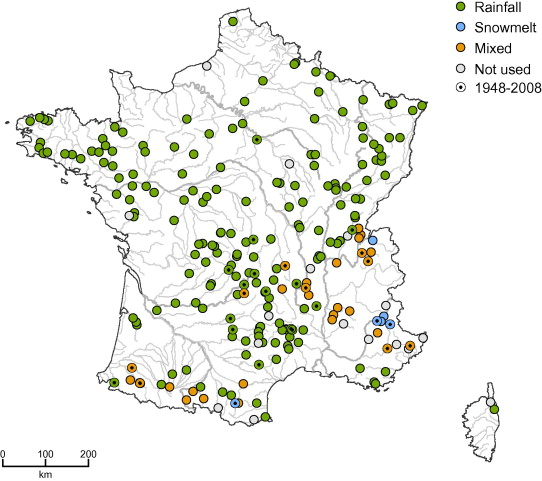 Rainfall
Snowmelt
Mixed
Not used
1948-2008
0 100 200
km